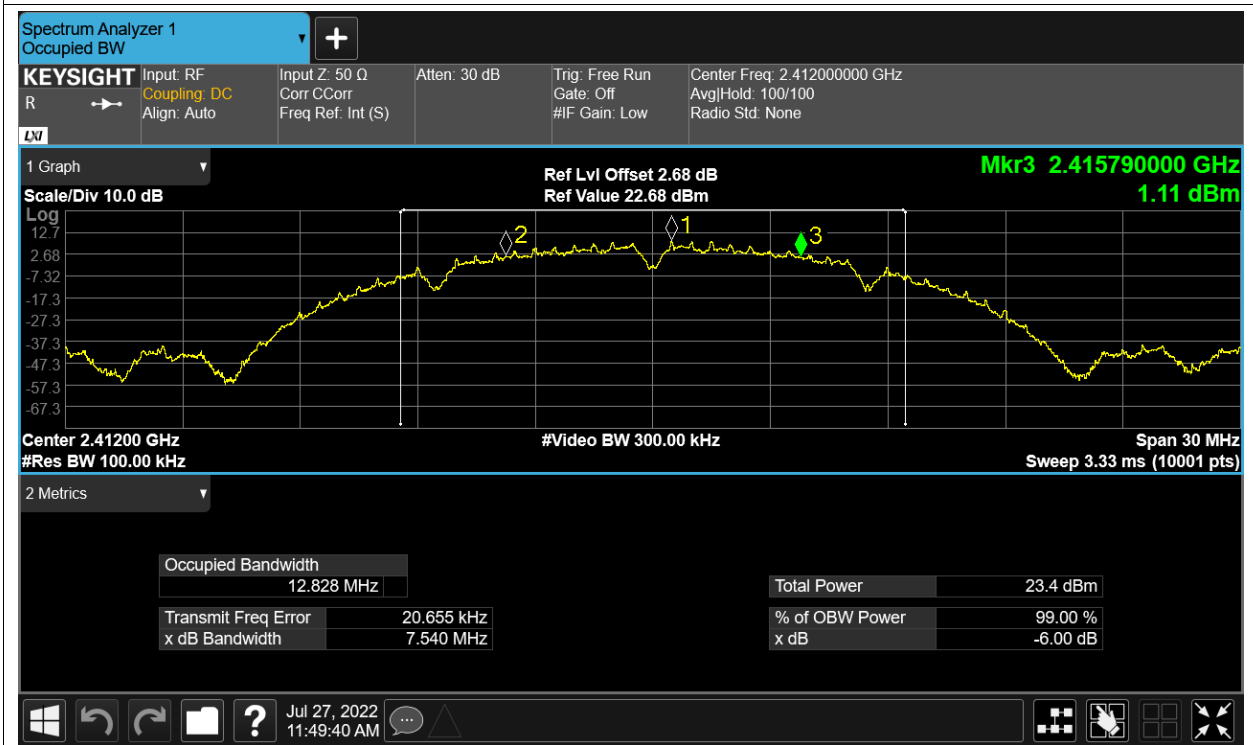 Spectrum Analyzer 1
Occupied BW
KEYSIGHT
R
LXI
Input: RF
Coupling: DC
Align: Auto
Input Z: 50 Ω
Corr CCorr
Freq Ref: Int (S)
Atten: 30 dB
Trig: Free Run
Gate: Off
#IF Gain: Low
Center Freq: 2.412000000 GHz
Avg|Hold: 100/100
Radio Std: None
1 Graph
Scale/Div 10.0 dB
Ref Lvl Offset 2.68 dB
Ref Value 22.68 dBm
Mkr3 2.415790000 GHz
1.11 dBm
Log
12.7
2.68
-7.32
-17.3
-27.3
-37.3
-47.3
-57.3
-67.3
2
1
3
Center 2.41200 GHz
#Res BW 100.00 kHz
#Video BW 300.00 kHz
Span 30 MHz
Sweep 3.33 ms (10001 pts)
2 Metrics
Occupied Bandwidth
12.828 MHz
Transmit Freq Error 20.655 kHz
x dB Bandwidth 7.540 MHz
Total Power 23.4 dBm
% of OBW Power 99.00 %
x dB -6.00 dB
?
Jul 27, 2022
11:49:40 AM